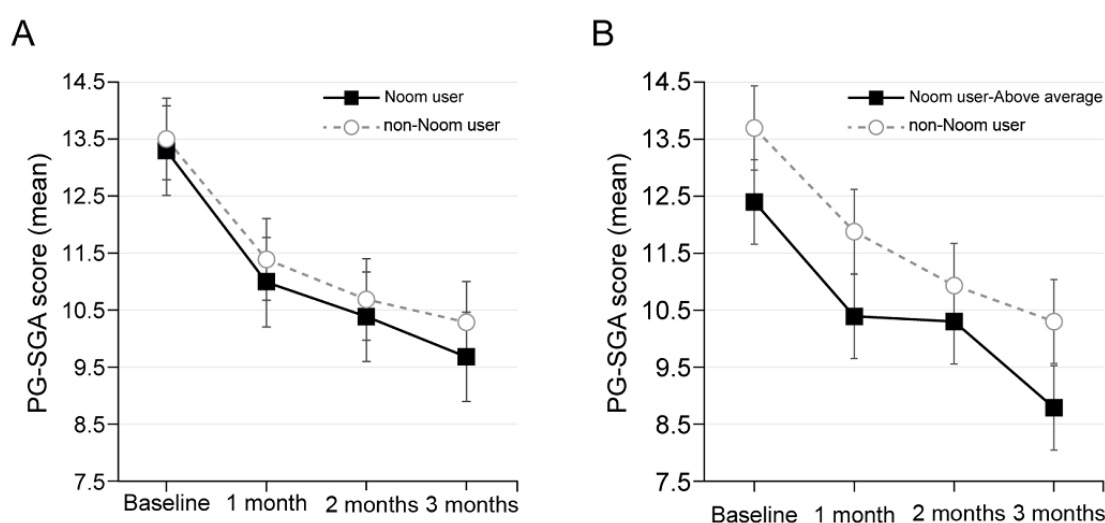 A
PG-SGA score (mean)
14.5
13.5
12.5
11.5
10.5
9.5
8.5
7.5
Noom user
non-Noom user
Baseline
1 month
2 months
3 months
B
PG-SGA score (mean)
14.5
13.5
12.5
11.5
10.5
9.5
8.5
7.5
Noom user-Above average
non-Noom user
Baseline
1 month
2 months
3 months